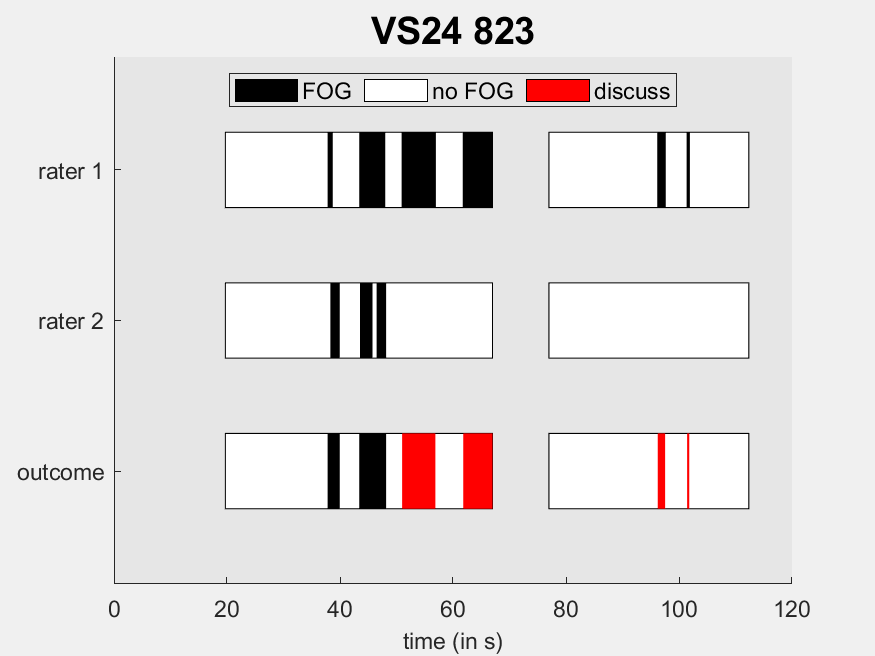 VS24 823
FOG no FOG discuss
rater 1
rater 2
outcome
0 20 40 60 80 100 120
time (in s)